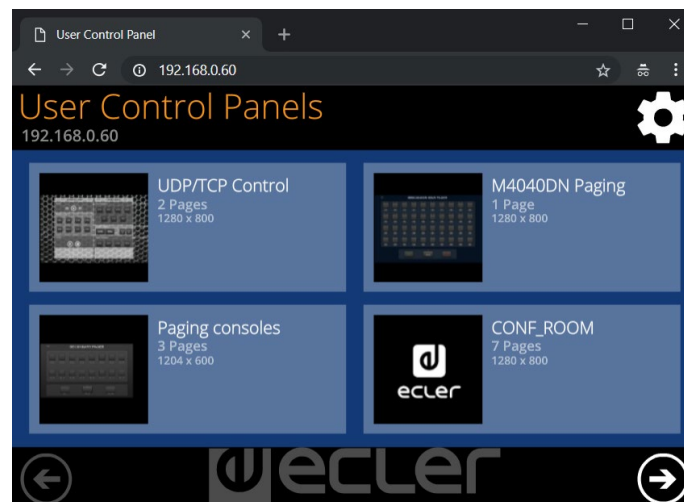 User Control Panel
192.168.0.60
User Control Panels
192.168.0.60
UDP/TCP Control
2 Pages
1280 x 800
M4040DN Paging
1 Page
1280 x 800
Paging consoles
3 Pages
1204 x 600
CONF_ROOM
7 Pages
1280 x 800
ecler
ecler